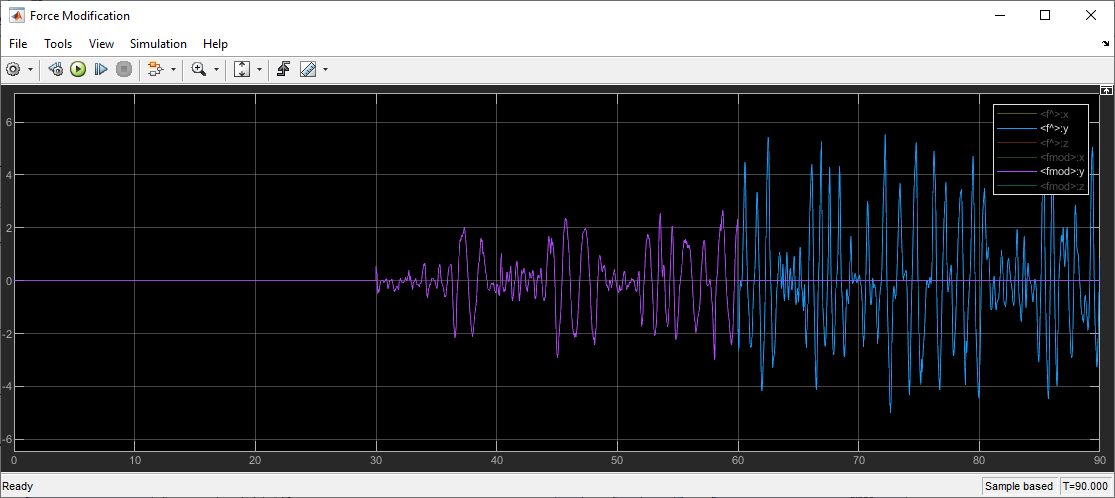 Force Modification
File Tools View Simulation Help
<f^>:x
<f^>:y
<f^>:z
<fmod>:x
<fmod>:y
<fmod>:z
6
4
2
0
-2
-4
-6
0 10 20 30 40 50 60 70 80 90
Ready Sample based T=90.000